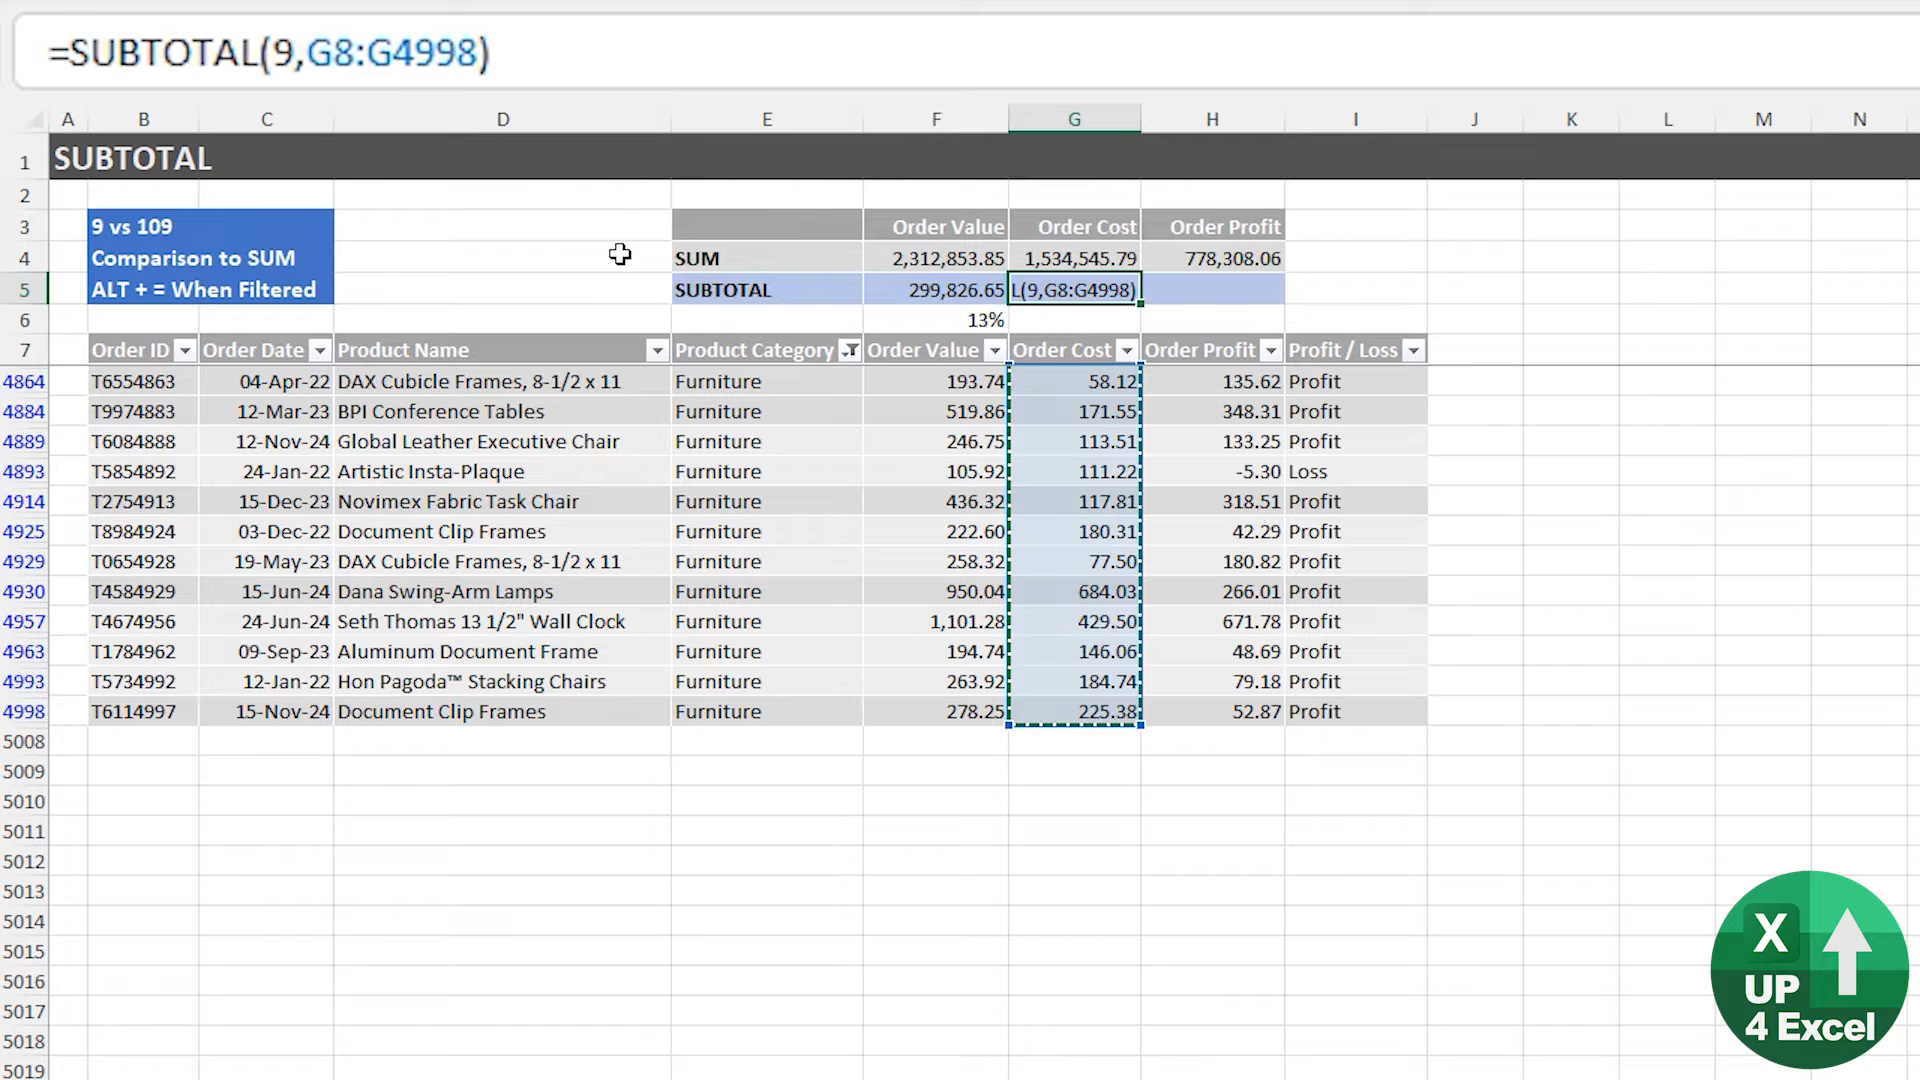 =SUBTOTAL(9,G8:G4998)
A B C D E F G H I J K L M N
1 SUBTOTAL
2
3 9 vs 109 Order Value Order Cost Order Profit
4 Comparison to SUM SUM 2,312,853.85 1,534,545.79 778,308.06
5 ALT + = When Filtered SUBTOTAL 299,826.65 L(9,G8:G4998)
6 13%
7 Order ID Order Date Product Name Product Category Order Value Order Cost Order Profit Profit / Loss
4864 T6554863 04-Apr-22 DAX Cubicle Frames, 8-1/2 x 11 Furniture 193.74 58.12 135.62 Profit
4884 T9974883 12-Mar-23 BPI Conference Tables Furniture 519.86 171.55 348.31 Profit
4889 T6084888 12-Nov-24 Global Leather Executive Chair Furniture 246.75 113.51 133.25 Profit
4893 T5854892 24-Jan-22 Artistic Insta-Plaque Furniture 105.92 111.22 -5.30 Loss
4914 T2754913 15-Dec-23 Novimex Fabric Task Chair Furniture 436.32 117.81 318.51 Profit
4925 T8984924 03-Dec-22 Document Clip Frames Furniture 222.60 180.31 42.29 Profit
4929 T0654928 19-May-23 DAX Cubicle Frames, 8-1/2 x 11 Furniture 258.32 77.50 180.82 Profit
4930 T4584929 15-Jun-24 Dana Swing-Arm Lamps Furniture 950.04 684.03 266.01 Profit
4957 T4674956 24-Jun-24 Seth Thomas 13 1/2" Wall Clock Furniture 1,101.28 429.50 671.78 Profit
4963 T1784962 09-Sep-23 Aluminum Document Frame Furniture 194.74 146.06 48.69 Profit
4993 T5734992 12-Jan-22 Hon Pagoda™ Stacking Chairs Furniture 263.92 184.74 79.18 Profit
4998 T6114997 15-Nov-24 Document Clip Frames Furniture 278.25 225.38 52.87 Profit
5008
5009
5010
5011
5012
5013
5014
5015
5016
5017
5018
5019
X
UP
4 Excel